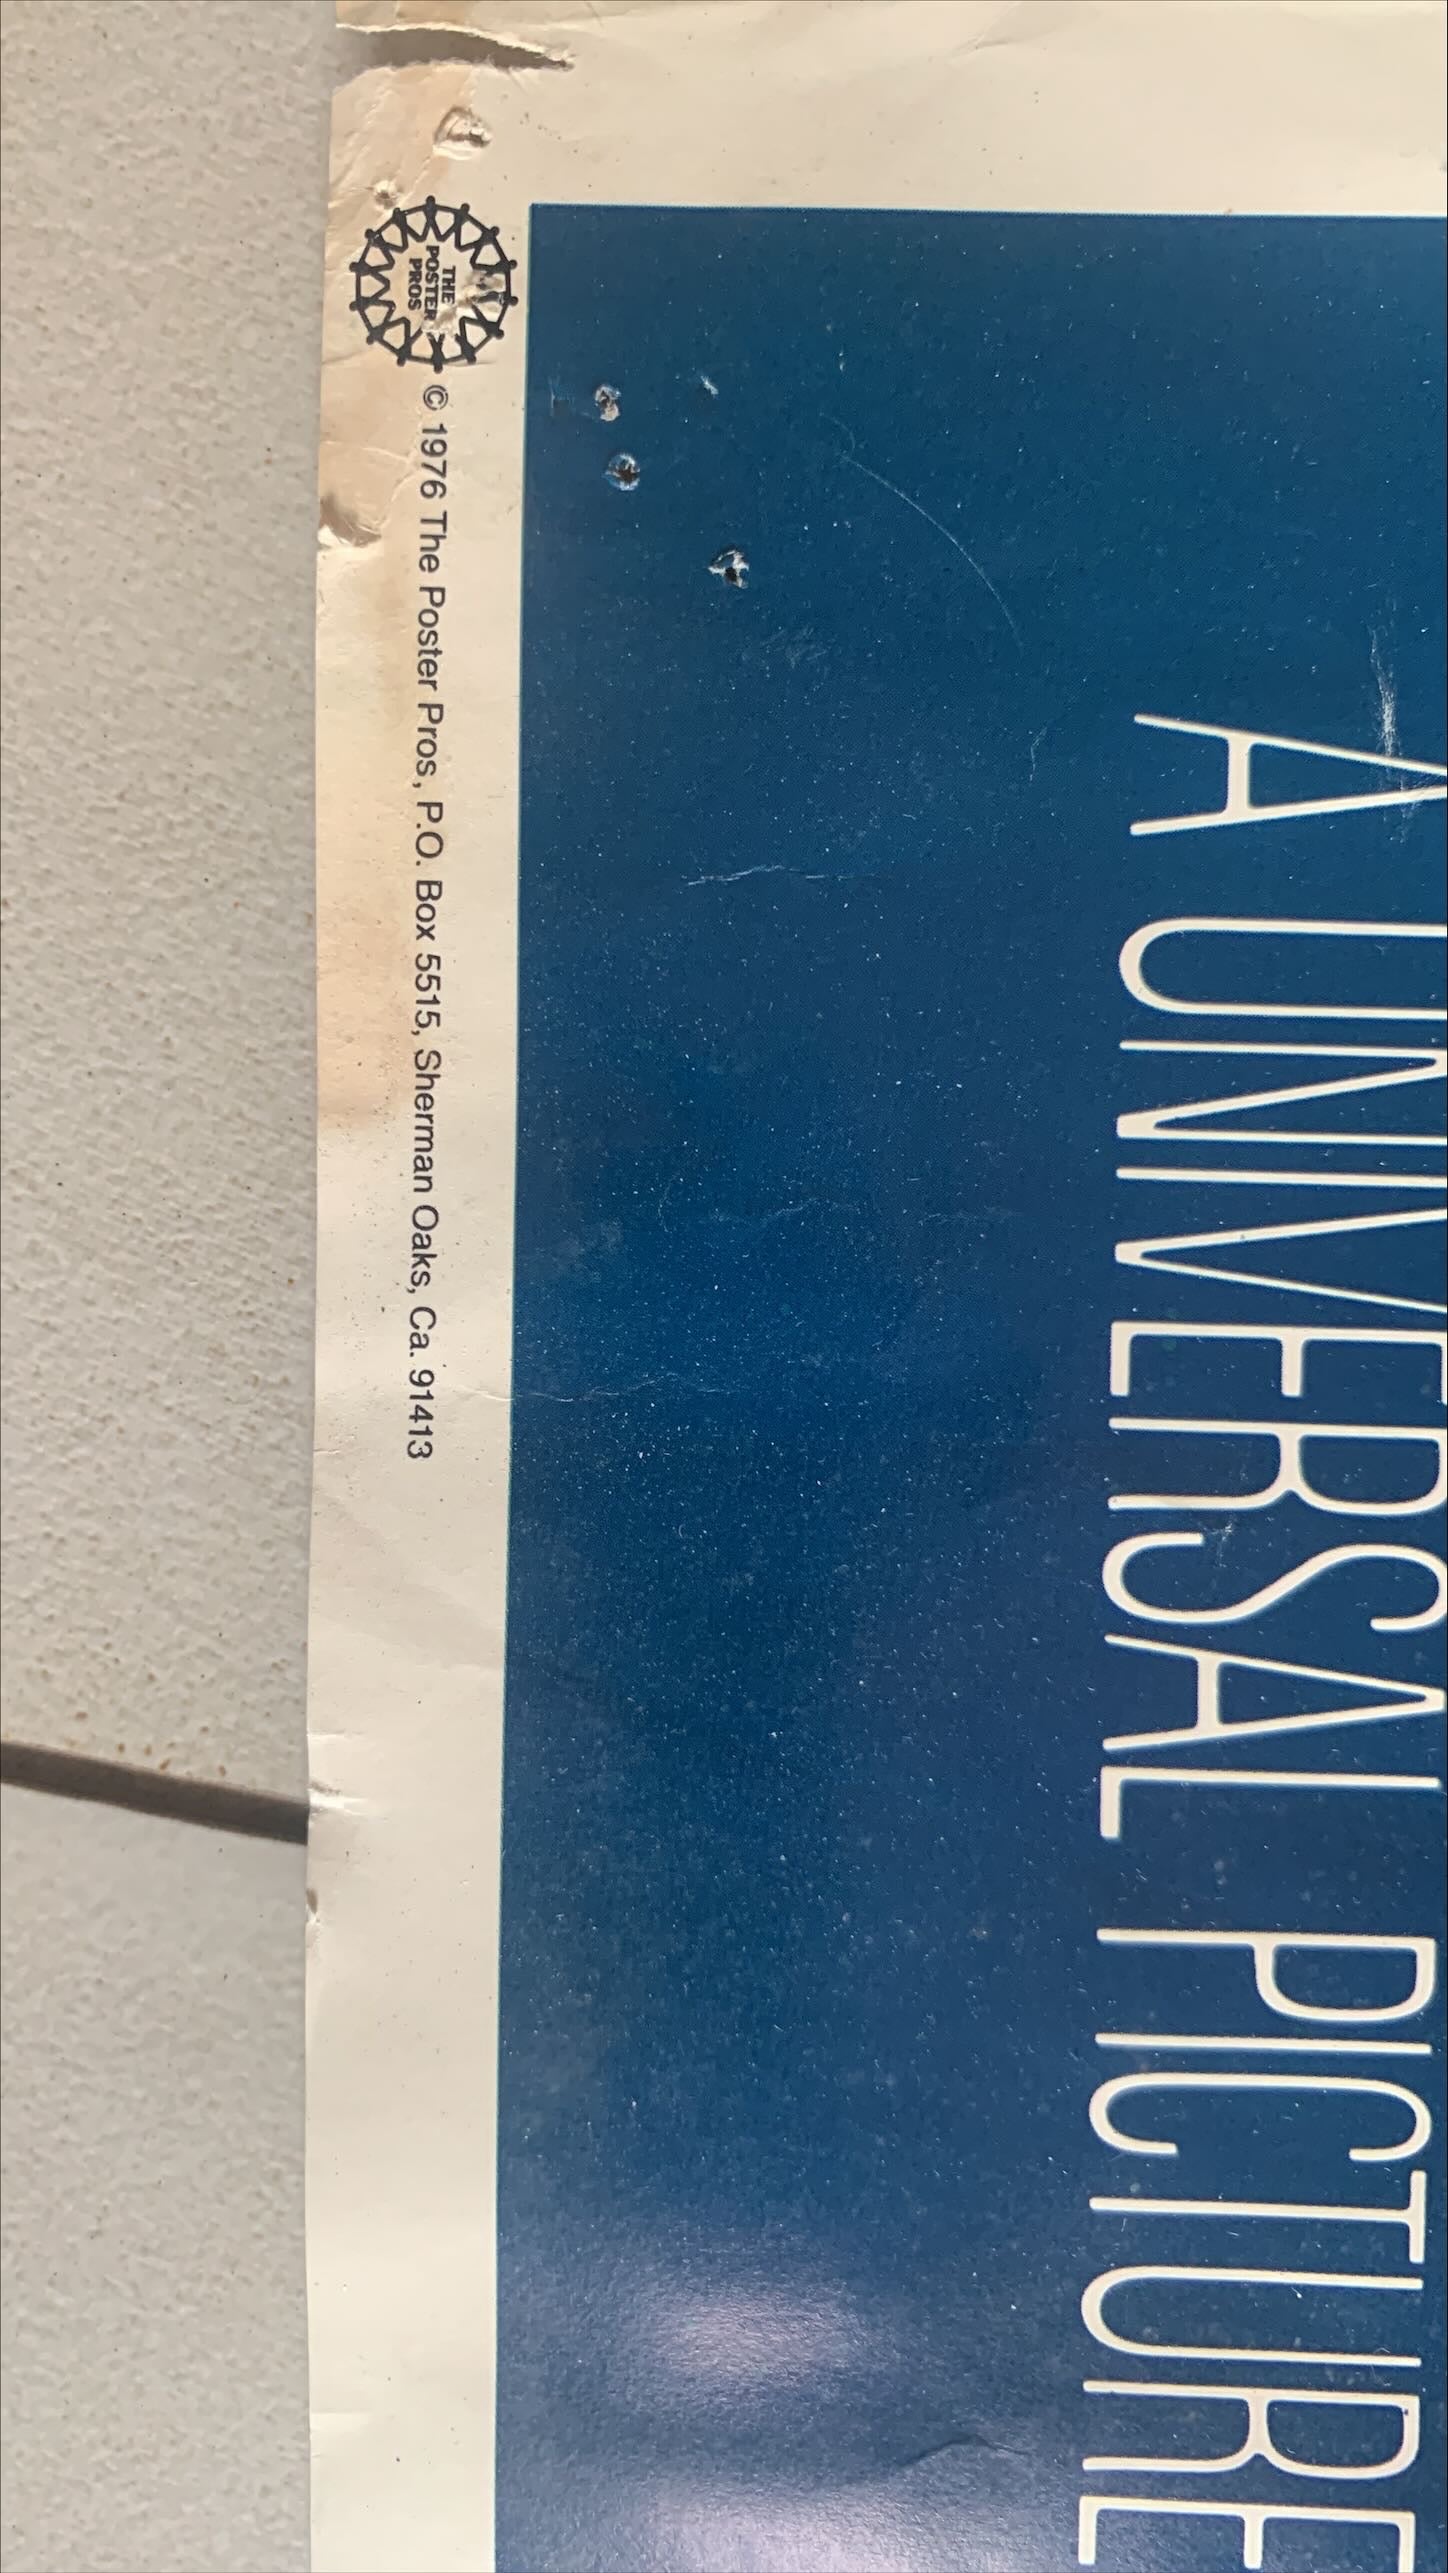 A UNIVERSAL PICTURE
THE
POSTER
PROS
© 1976 The Poster Pros, P.O. Box 5515, Sherman Oaks, Ca. 91413